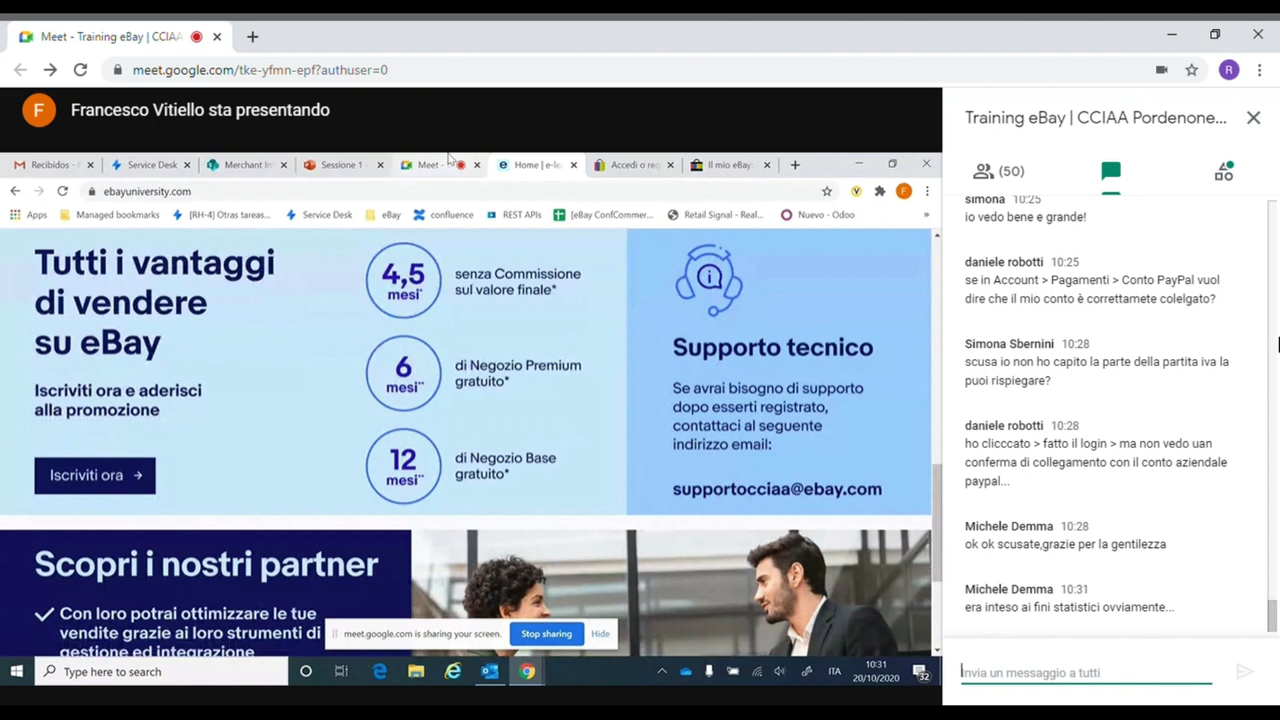 Meet - Training eBay | CCIAA
meet.google.com/tke-yfmn-epf?authuser=0
R
F
Francesco Vitiello sta presentando
Recibidos -
Service Desk
Merchant In
Sessione 1
Meet -
Home | e-le
Accedi o reg
Il mio eBay:
ebayuniversity.com
V
F
Apps
Managed bookmarks
[RH-4] Otras tareas...
Service Desk
eBay
confluence
REST APIs
[eBay ConfCommer...
Retail Signal - Real...
Nuevo - Odoo
»
Tutti i vantaggi
di vendere
su eBay
Iscriviti ora e aderisci
alla promozione
Iscriviti ora →
4,5
mesi*
senza Commissione
sul valore finale*
6
mesi**
di Negozio Premium
gratuito*
12
mesi**
di Negozio Base
gratuito*
Supporto tecnico
Se avrai bisogno di supporto
dopo esserti registrato,
contattaci al seguente
indirizzo email:
supportocciaa@ebay.com
Scopri i nostri partner
Con loro potrai ottimizzare le tue
vendite grazie ai loro strumenti di
gestione ed integrazione
meet.google.com is sharing your screen.
Stop sharing
Hide
Type here to search
ITA
10:31
20/10/2020
32
Training eBay | CCIAA Pordenone...
(50)
simona 10:25
io vedo bene e grande!
daniele robotti 10:25
se in Account > Pagamenti > Conto PayPal vuol
dire che il mio conto è correttamete colelgato?
Simona Sbernini 10:28
scusa io non ho capito la parte della partita iva la
puoi rispiegare?
daniele robotti 10:28
ho clicccato > fatto il login > ma non vedo uan
conferma di collegamento con il conto aziendale
paypal...
Michele Demma 10:28
ok ok scusate,grazie per la gentilezza
Michele Demma 10:31
era inteso ai fini statistici ovviamente...
Invia un messaggio a tutti